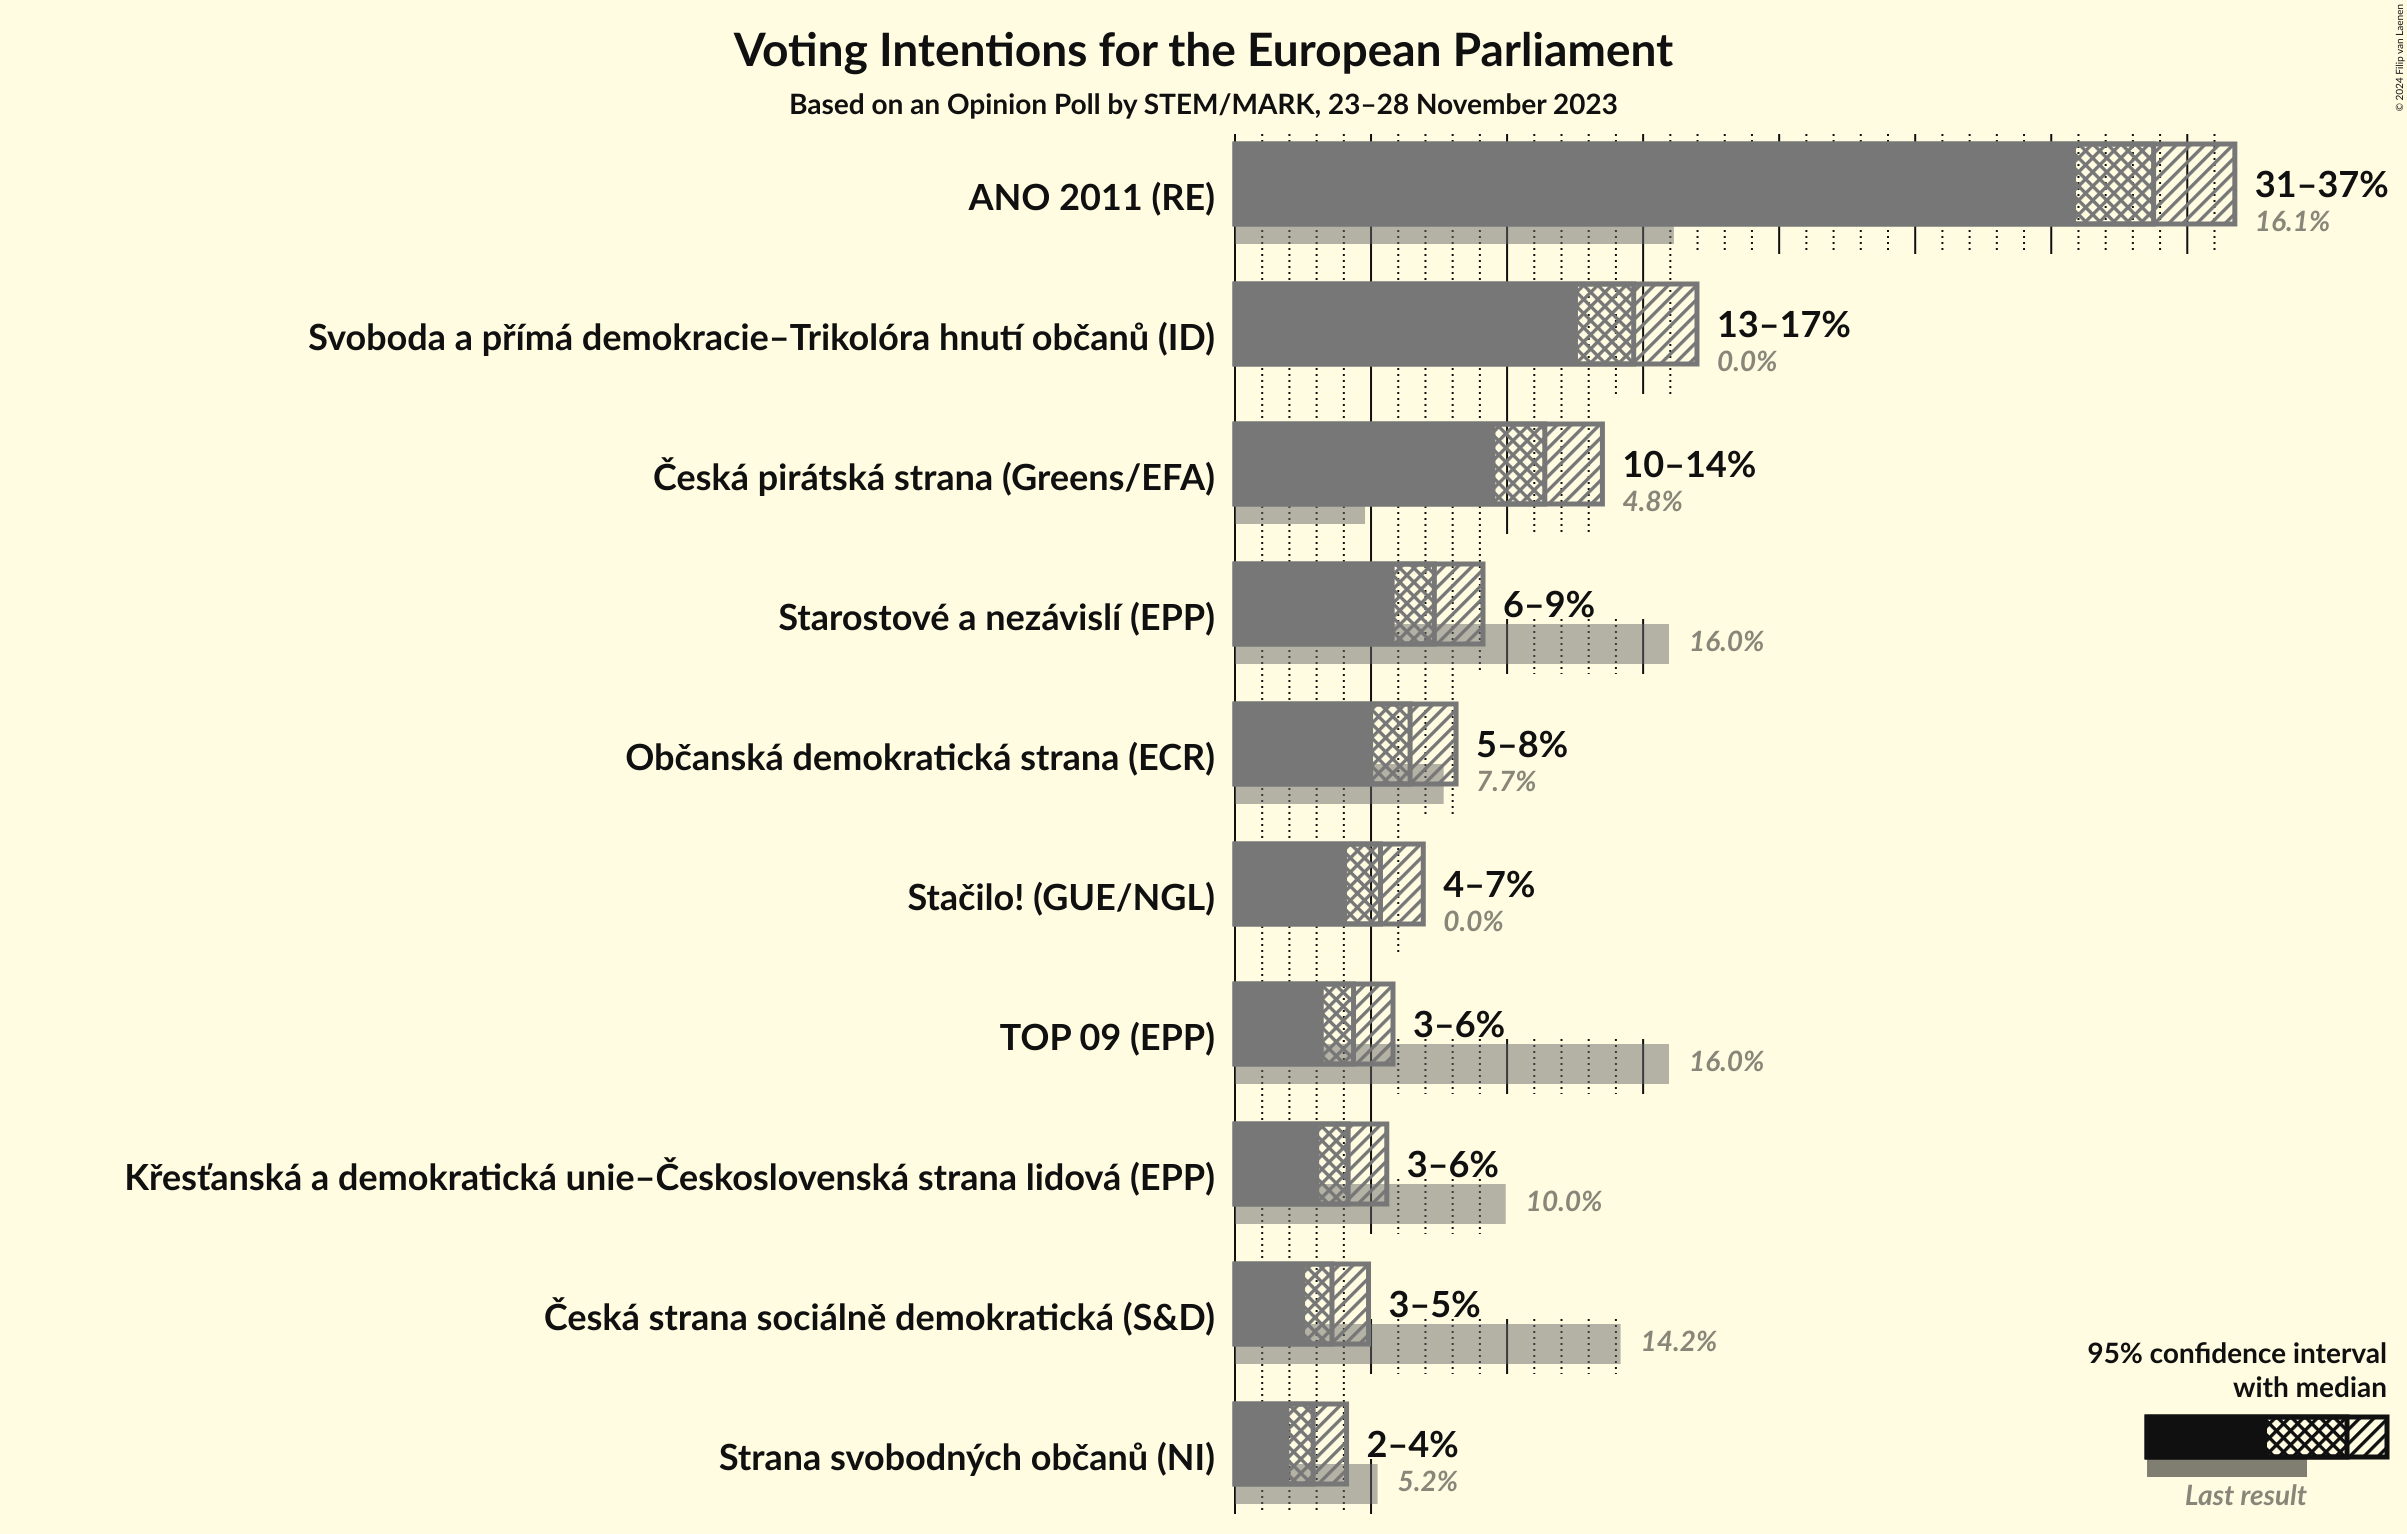 Voting Intentions for the European Parliament
Based on an Opinion Poll by STEM/MARK, 23–28 November 2023
© 2024 Filip van Laenen
ANO 2011 (RE)
31–37%
16.1%
Svoboda a přímá demokracie–Trikolóra hnutí občanů (ID)
13–17%
0.0%
Česká pirátská strana (Greens/EFA)
10–14%
4.8%
Starostové a nezávislí (EPP)
6–9%
16.0%
Občanská demokratická strana (ECR)
5–8%
7.7%
Stačilo! (GUE/NGL)
4–7%
0.0%
TOP 09 (EPP)
3–6%
16.0%
Křesťanská a demokratická unie–Československá strana lidová (EPP)
3–6%
10.0%
Česká strana sociálně demokratická (S&D)
3–5%
14.2%
Strana svobodných občanů (NI)
2–4%
5.2%
95% confidence interval
with median
Last result